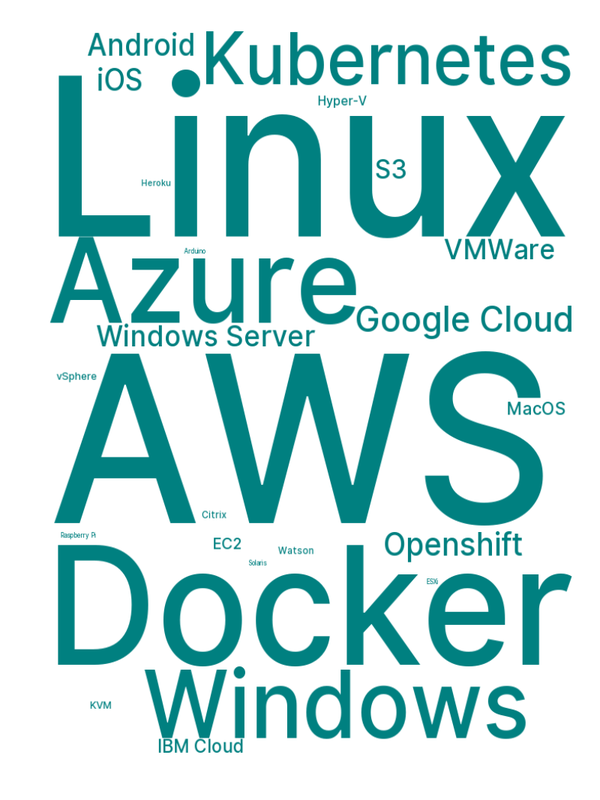 Android
Kubernetes
iOS
Hyper-V
Linux
S3
Heroku
VMWare
Arduino
Azure
Google Cloud
Windows Server
AWS
vSphere
MacOS
Citrix
Raspberry Pi
EC2
Openshift
Watson
Solaris
ESXi
Docker
Windows
KVM
IBM Cloud